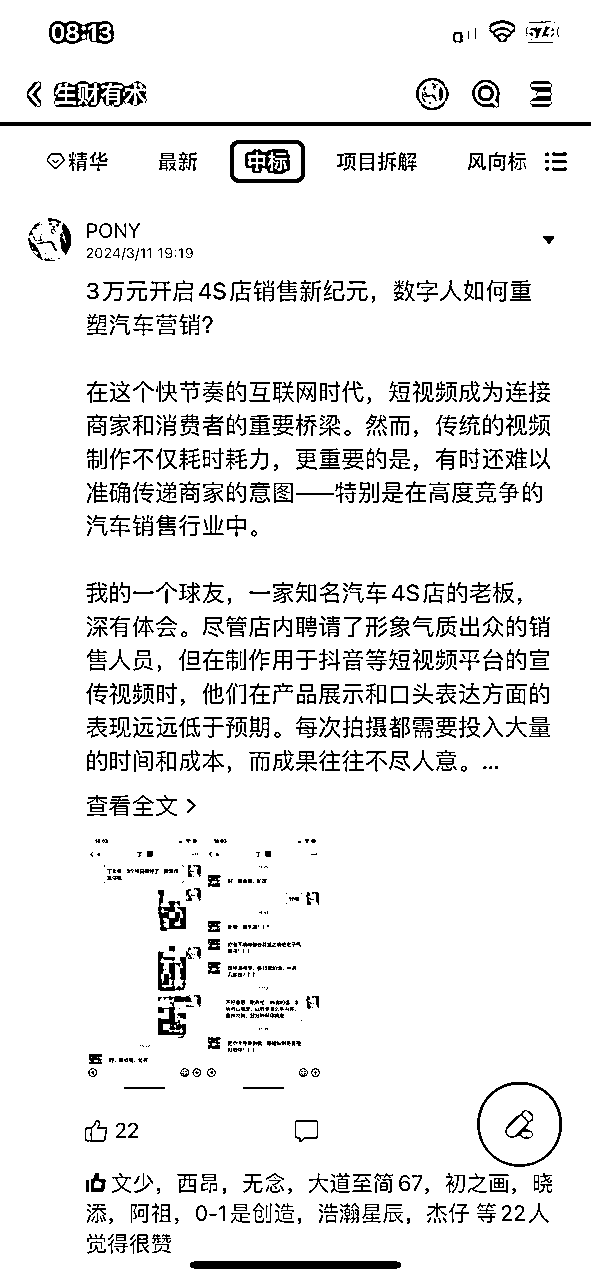 08:13
生财有术
精华 最新 中标 项目拆解 风向标
PONY
2024/3/11 19:19
3万元开启4S店销售新纪元，数字人如何重
塑汽车营销？
在这个快节奏的互联网时代，短视频成为连接
商家和消费者的重要桥梁。然而，传统的视频
制作不仅耗时耗力，更重要的是，有时还难以
准确传递商家的意图——特别是在高度竞争的
汽车销售行业中。
我的一个球友，一家知名汽车4S店的老板，
深有体会。尽管店内聘请了形象气质出众的销
售人员，但在制作用于抖音等短视频平台的宣
传视频时，他们在产品展示和口头表达方面的
表现远远低于预期。每次拍摄都需要投入大量
的时间和成本，而成果往往不尽人意。...
查看全文
22
文少，西昂，无念，大道至简67，初之画，晓
添，阿祖，0-1是创造，浩瀚星辰，杰仔 等22人
觉得很赞